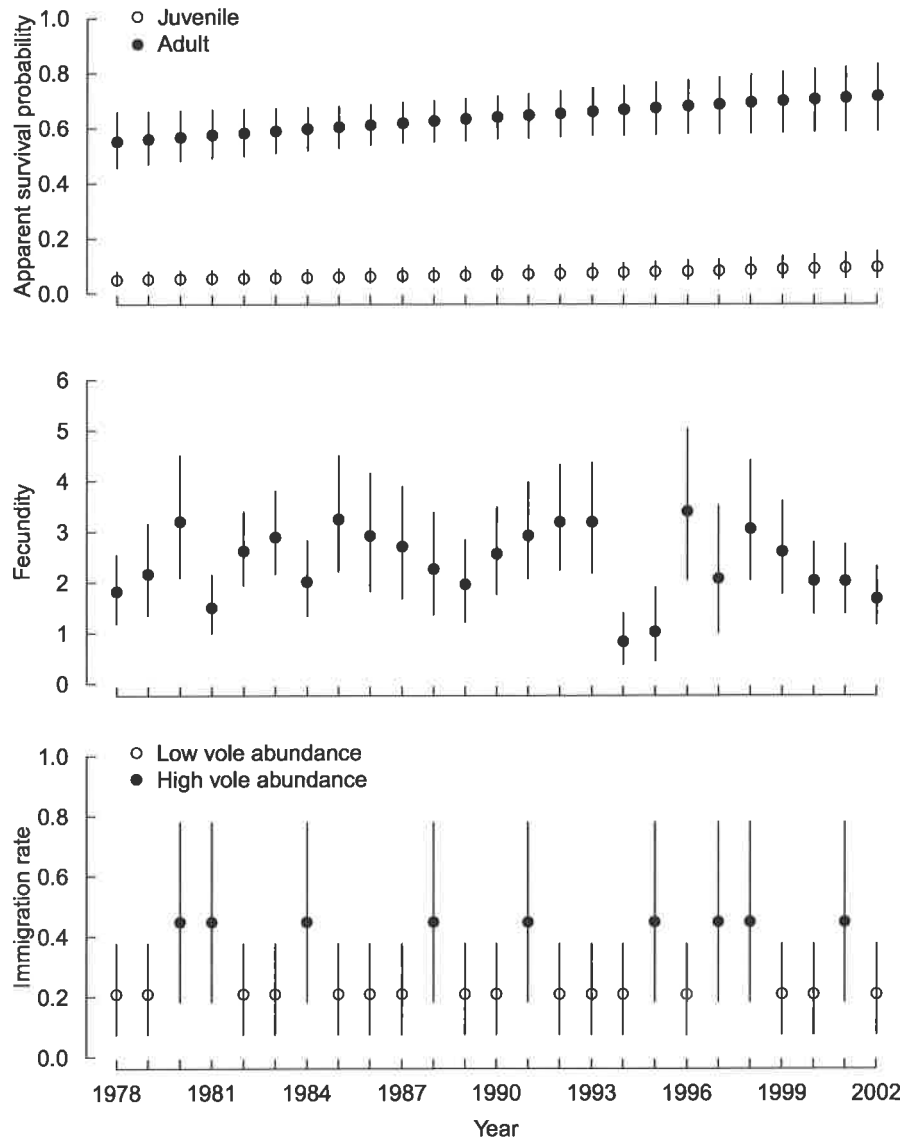 Juvenile
Adult
Apparent survival probability
1.0
0.8
0.6
0.4
0.2
0.0
Fecundity
6
5
4
3
2
1
0
Low vole abundance
High vole abundance
Immigration rate
1.0
0.8
0.6
0.4
0.2
0.0
1978 1981 1984 1987 1990 1993 1996 1999 2002
Year